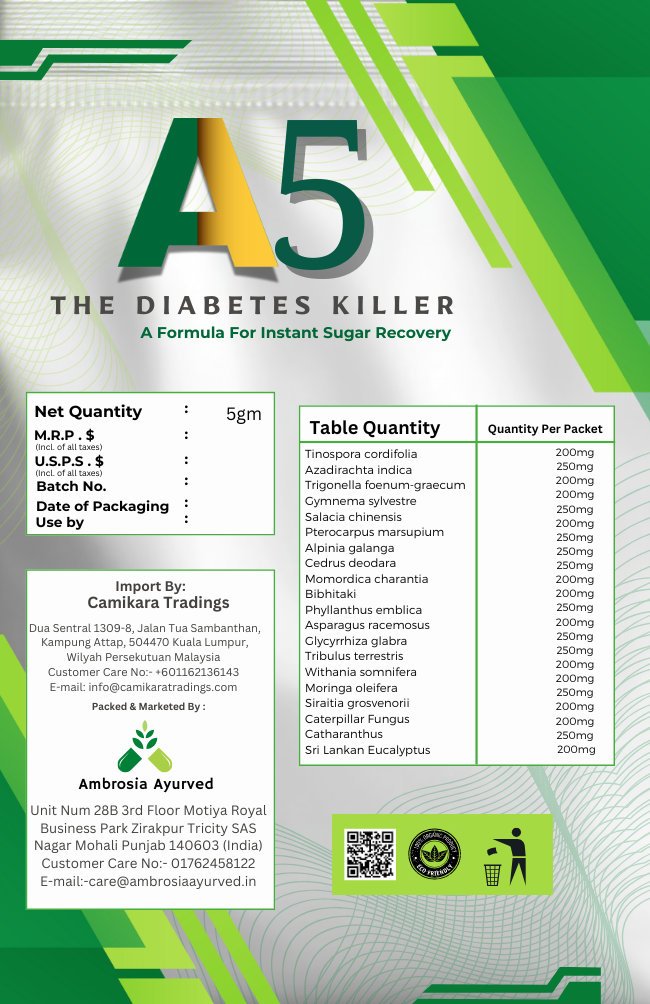 A5
THE DIABETES KILLER
A Formula For Instant Sugar Recovery
Net Quantity : 5gm
M.R.P . $ :
(Incl. of all taxes)
U.S.P.S . $ :
(Incl. of all taxes)
Batch No. :
Date of Packaging :
Use by :
Import By:
Camikara Tradings
Dua Sentral 1309-8, Jalan Tua Sambanthan,
Kampung Attap, 504470 Kuala Lumpur,
Wilyah Persekutuan Malaysia
Customer Care No:- +601162136143
E-mail: info@camikaratradings.com
Packed & Marketed By :
Ambrosia Ayurved
Unit Num 28B 3rd Floor Motiya Royal
Business Park Zirakpur Tricity SAS
Nagar Mohali Punjab 140603 (India)
Customer Care No:- 01762458122
E-mail:-care@ambrosiaayurved.in
Table Quantity Quantity Per Packet
Tinospora cordifolia 200mg
Azadirachta indica 250mg
Trigonella foenum-graecum 200mg
Gymnema sylvestre 200mg
Salacia chinensis 250mg
Pterocarpus marsupium 200mg
Alpinia galanga 250mg
Cedrus deodara 250mg
Momordica charantia 250mg
Bibhitaki 200mg
Phyllanthus emblica 200mg
Asparagus racemosus 250mg
Glycyrrhiza glabra 200mg
Tribulus terrestris 250mg
Withania somnifera 250mg
Moringa oleifera 200mg
Siraitia grosvenorii 200mg
Caterpillar Fungus 250mg
Catharanthus 200mg
Sri Lankan Eucalyptus 200mg
250mg
200mg
100% ORGANIC PRODUCT
ECO FRIENDLY